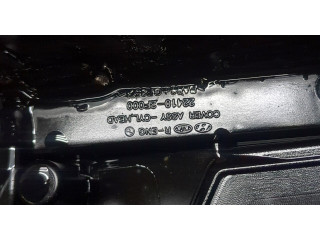 R-ENG
COVER ASSY-CYL.HEAD
22410-2F000